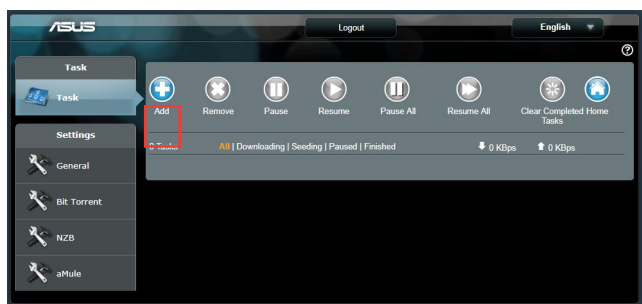 ASUS
Logout
English
Task
Task
Settings
General
Bit Torrent
NZB
aMule
Add
Remove
Pause
Resume
Pause All
Resume All
Clear Completed Tasks
Home
0 Tasks
All | Downloading | Seeding | Paused | Finished
0 KBps
0 KBps